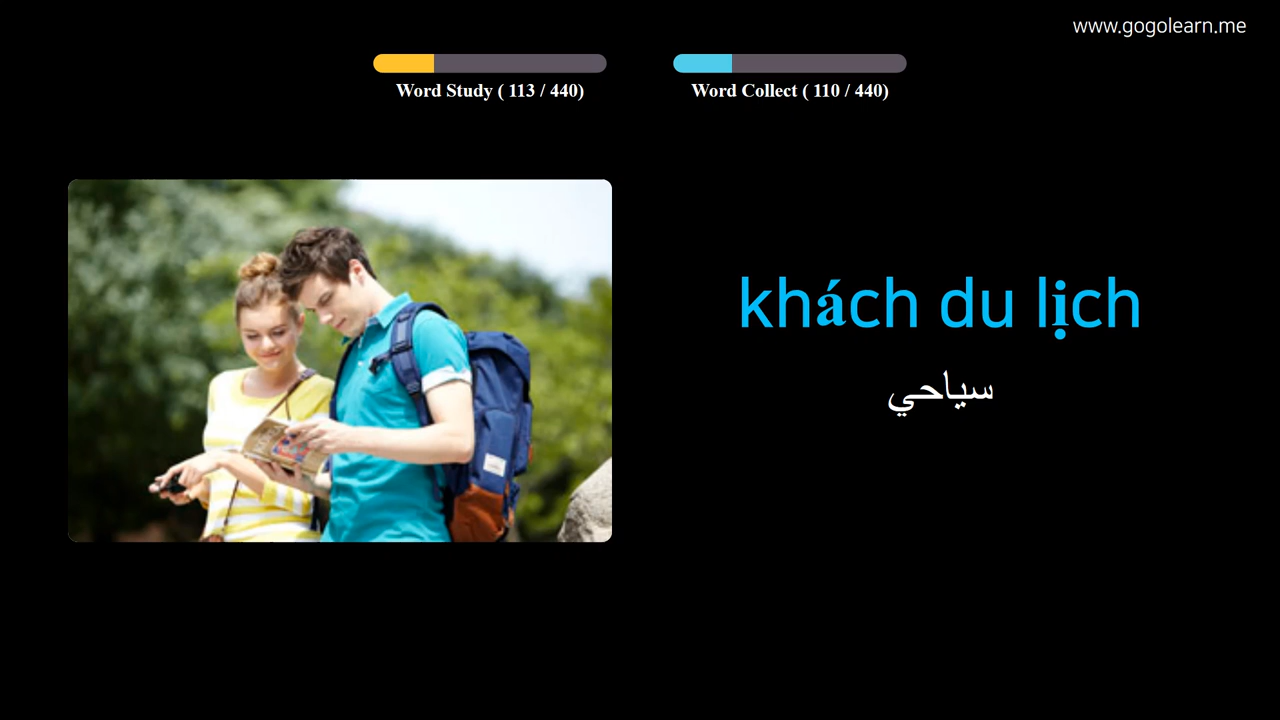 www.gogolearn.me
Word Study ( 113 / 440)
Word Collect ( 110 / 440)
khách du lịch
سياحي